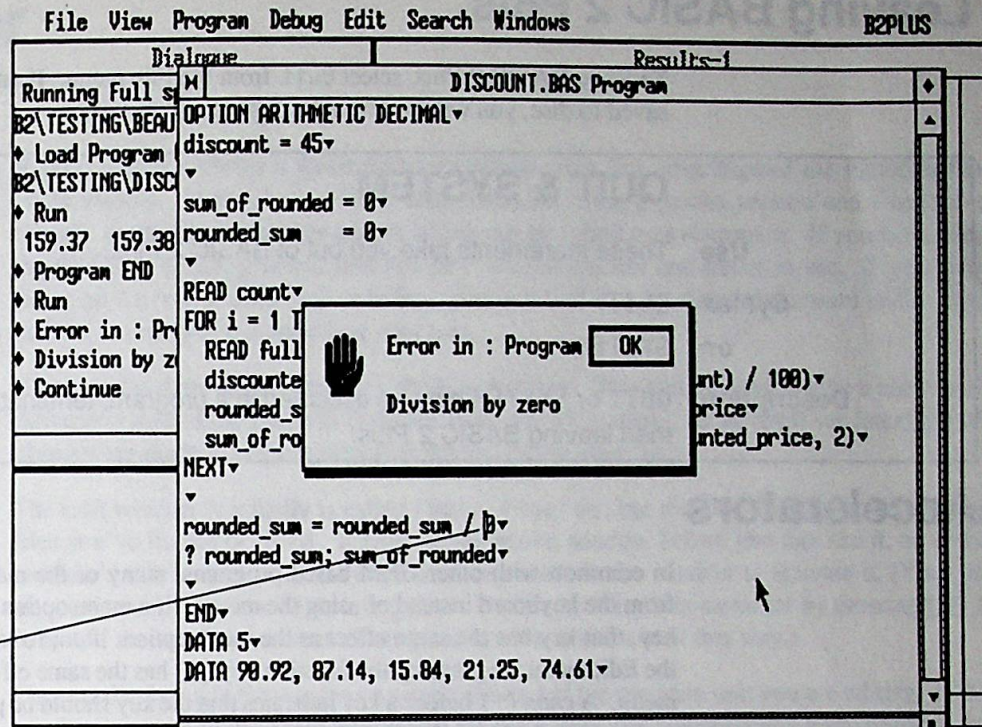 File View Program Debug Edit Search Windows B2PLUS
Dialogue Results-1
Running Full s
B2\TESTING\BEAU
Load Program
B2\TESTING\DISC
Run
159.37 159.38
Program END
Run
Error in : Pr
Division by z
Continue
DISCOUNT.BAS Program
OPTION ARITHMETIC DECIMAL
discount = 45
sum_of_rounded = 0
rounded_sum = 0
READ count
FOR i = 1 T
READ full
discounte unt) / 100)
rounded_s price
sum_of_ro unted_price, 2)
NEXT
rounded_sum = rounded_sum / 0
? rounded_sum; sum_of_rounded
END
DATA 5
DATA 98.92, 87.14, 15.84, 21.25, 74.61
Error in : Program OK
Division by zero